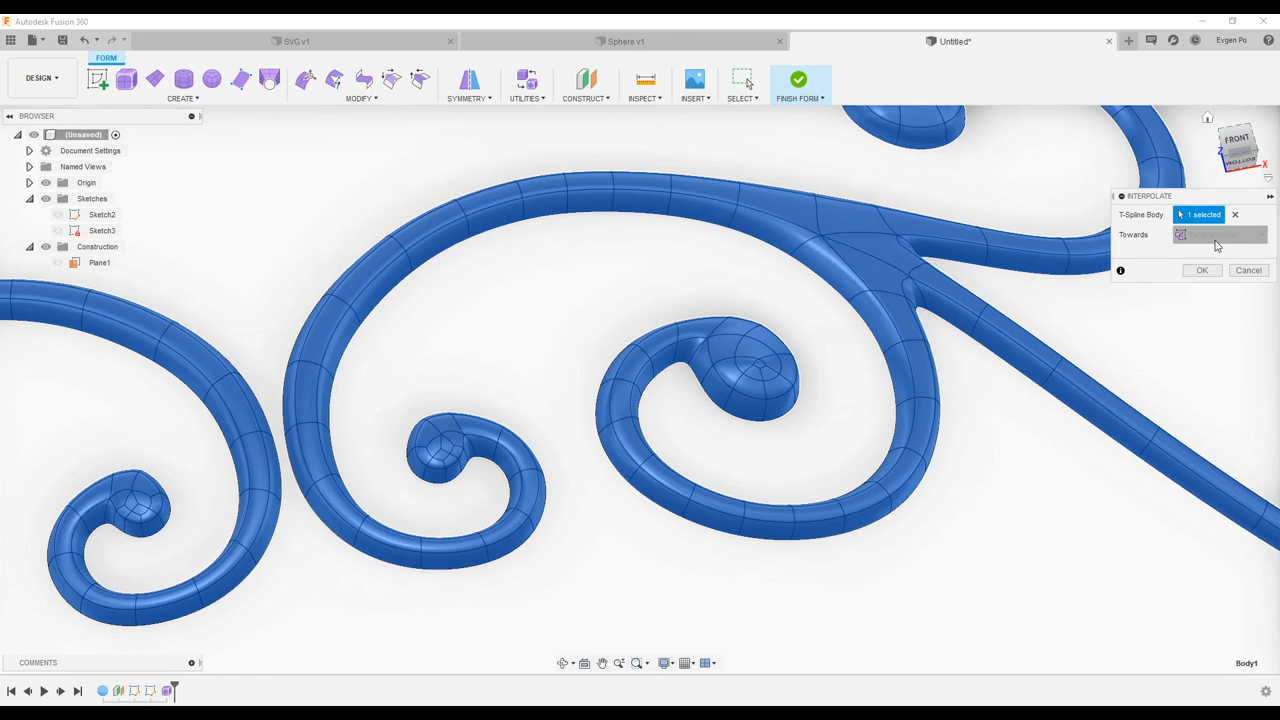 Autodesk Fusion 360
SVG v1
Sphere v1
Untitled*
Evgen Po
FORM
DESIGN
CREATE
MODIFY
SYMMETRY
UTILITIES
CONSTRUCT
INSPECT
INSERT
SELECT
FINISH FORM
BROWSER
(Unsaved)
Document Settings
Named Views
Origin
Sketches
Sketch2
Sketch3
Construction
Plane1
FRONT
BOTTOM
Z
X
INTERPOLATE
T-Spline Body
1 selected
Towards
OK
Cancel
COMMENTS
Body1